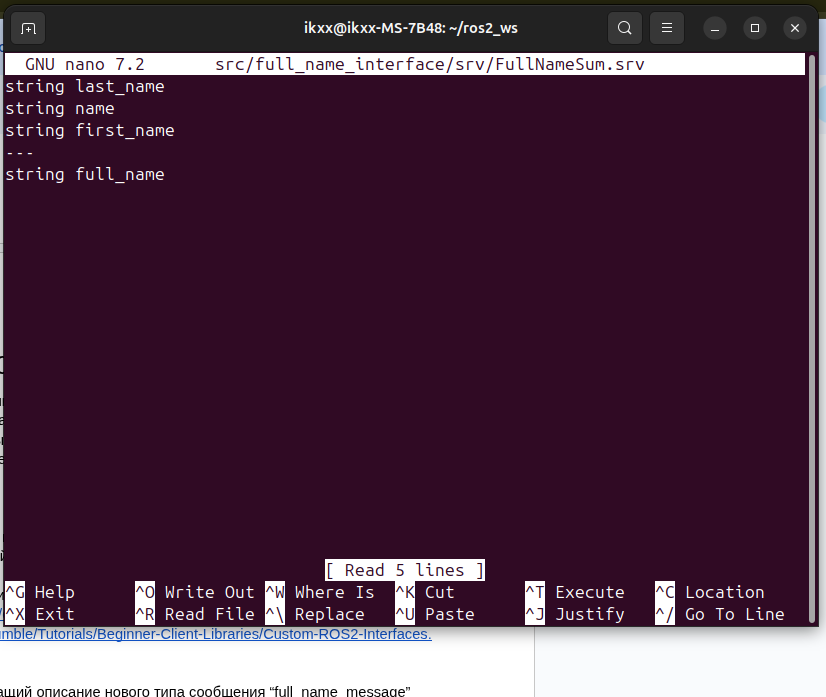 ikxx@ikxx-MS-7B48: ~/ros2_ws
GNU nano 7.2 src/full_name_interface/srv/FullNameSum.srv
string last_name
string name
string first_name
---
string full_name
[ Read 5 lines ]
^G Help ^O Write Out ^W Where Is ^K Cut ^T Execute ^C Location
^X Exit ^R Read File ^\ Replace ^U Paste ^J Justify ^/ Go To Line
mble/Tutorials/Beginner-Client-Libraries/Custom-ROS2-Interfaces.
ащий описание нового типа сообщения “full_name_message”